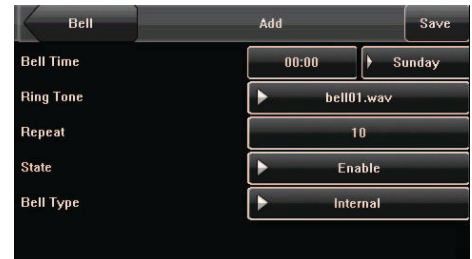 Bell Add Save
Bell Time 00:00 Sunday
Ring Tone bell01.wav
Repeat 10
State Enable
Bell Type Internal